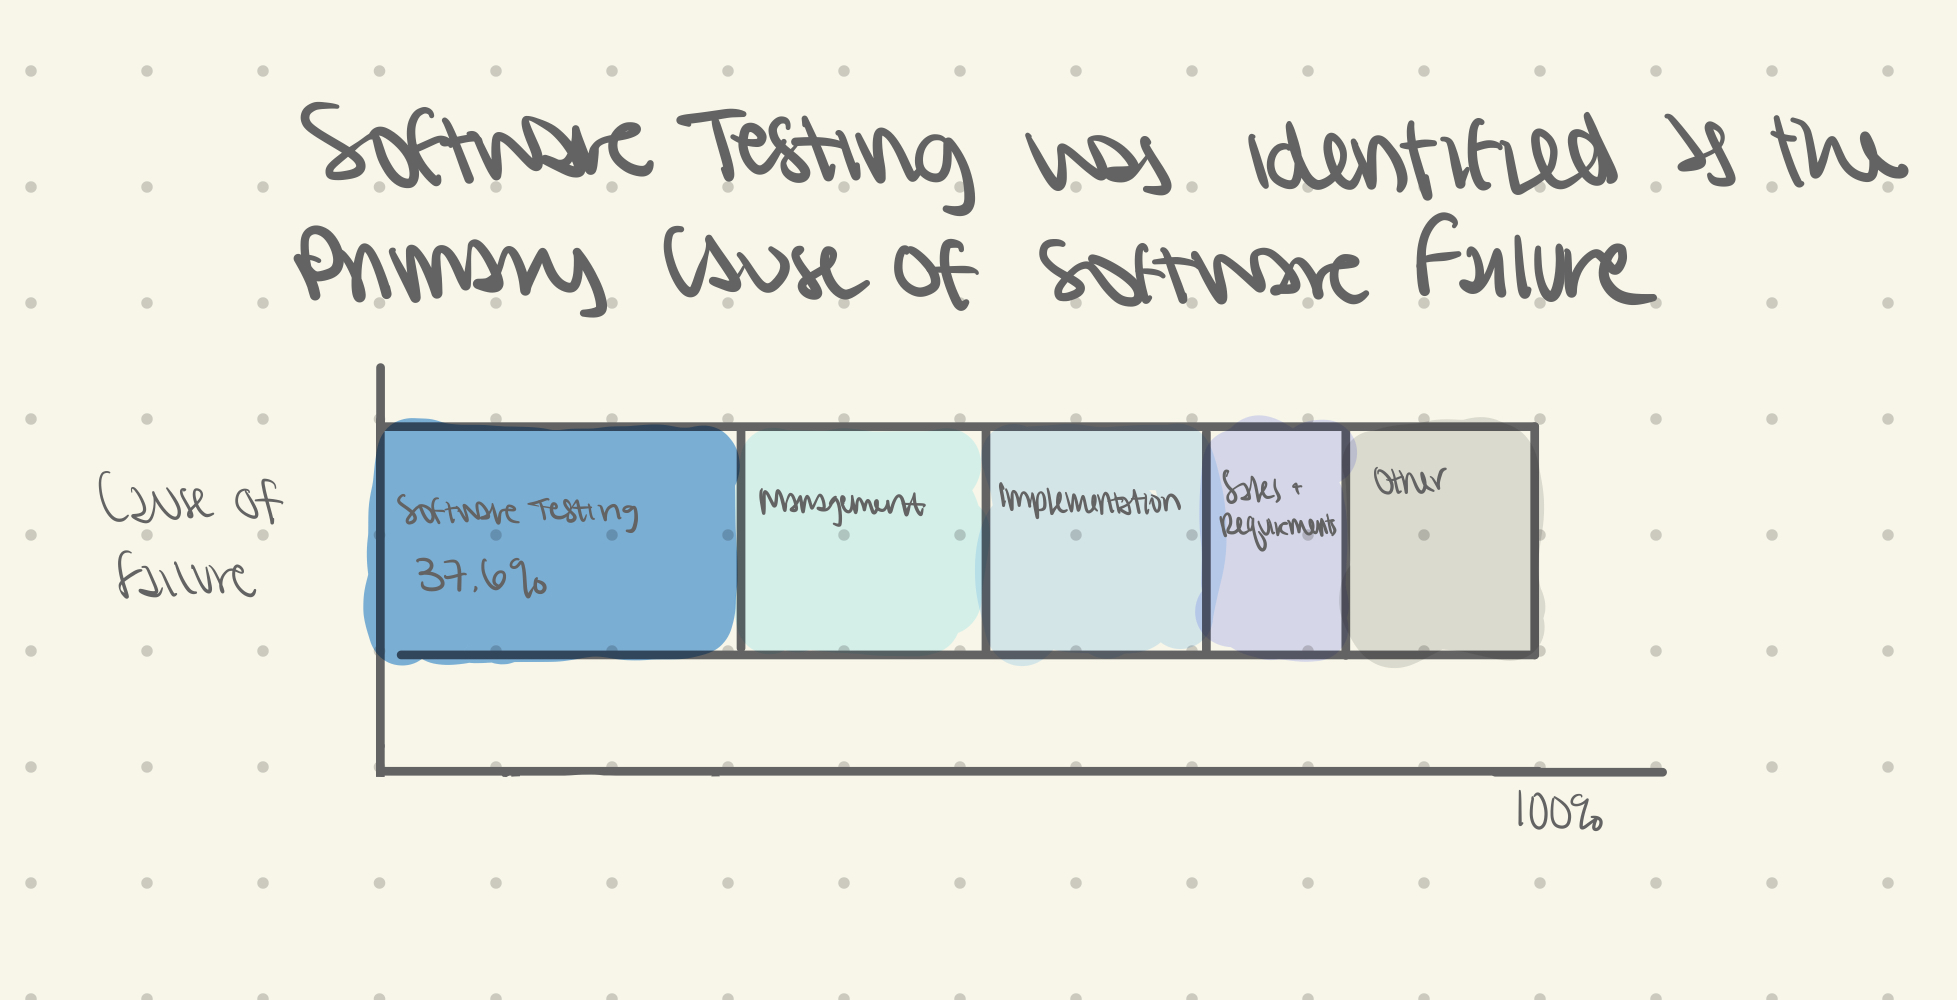 Software Testing was identified as the
Primary Cause of Software Failure
Cause of
Failure
Software Testing
37.6%
Management
Implementation
Sales +
Requirements
Other
100%